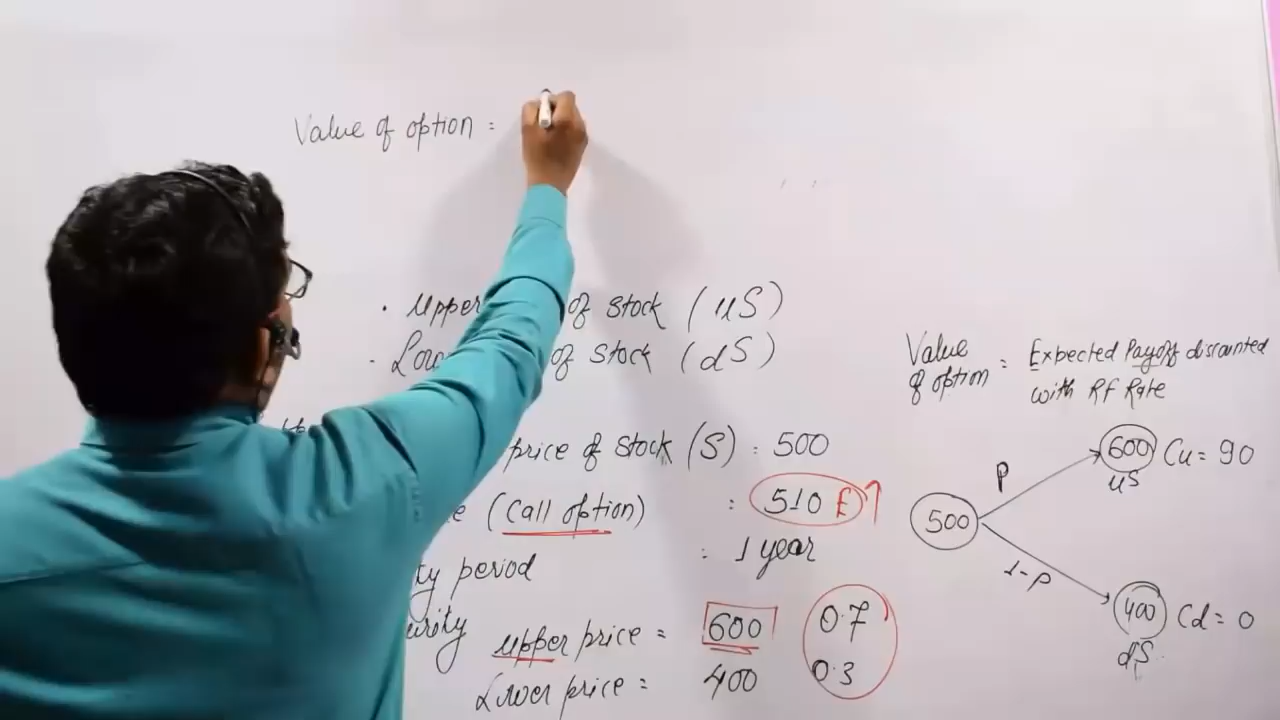 Value of option =
· Upper of stock (uS)
· Low of stock (dS)
price of stock (S) : 500
(Call option) : 510 E ↑
period : 1 year
upper price = 600 0.7
Lower price = 400 0.3
Value of option = Expected Payoff discounted
with RF Rate
500
P
600 Cu = 90
uS
1-P
400 Cd = 0
dS